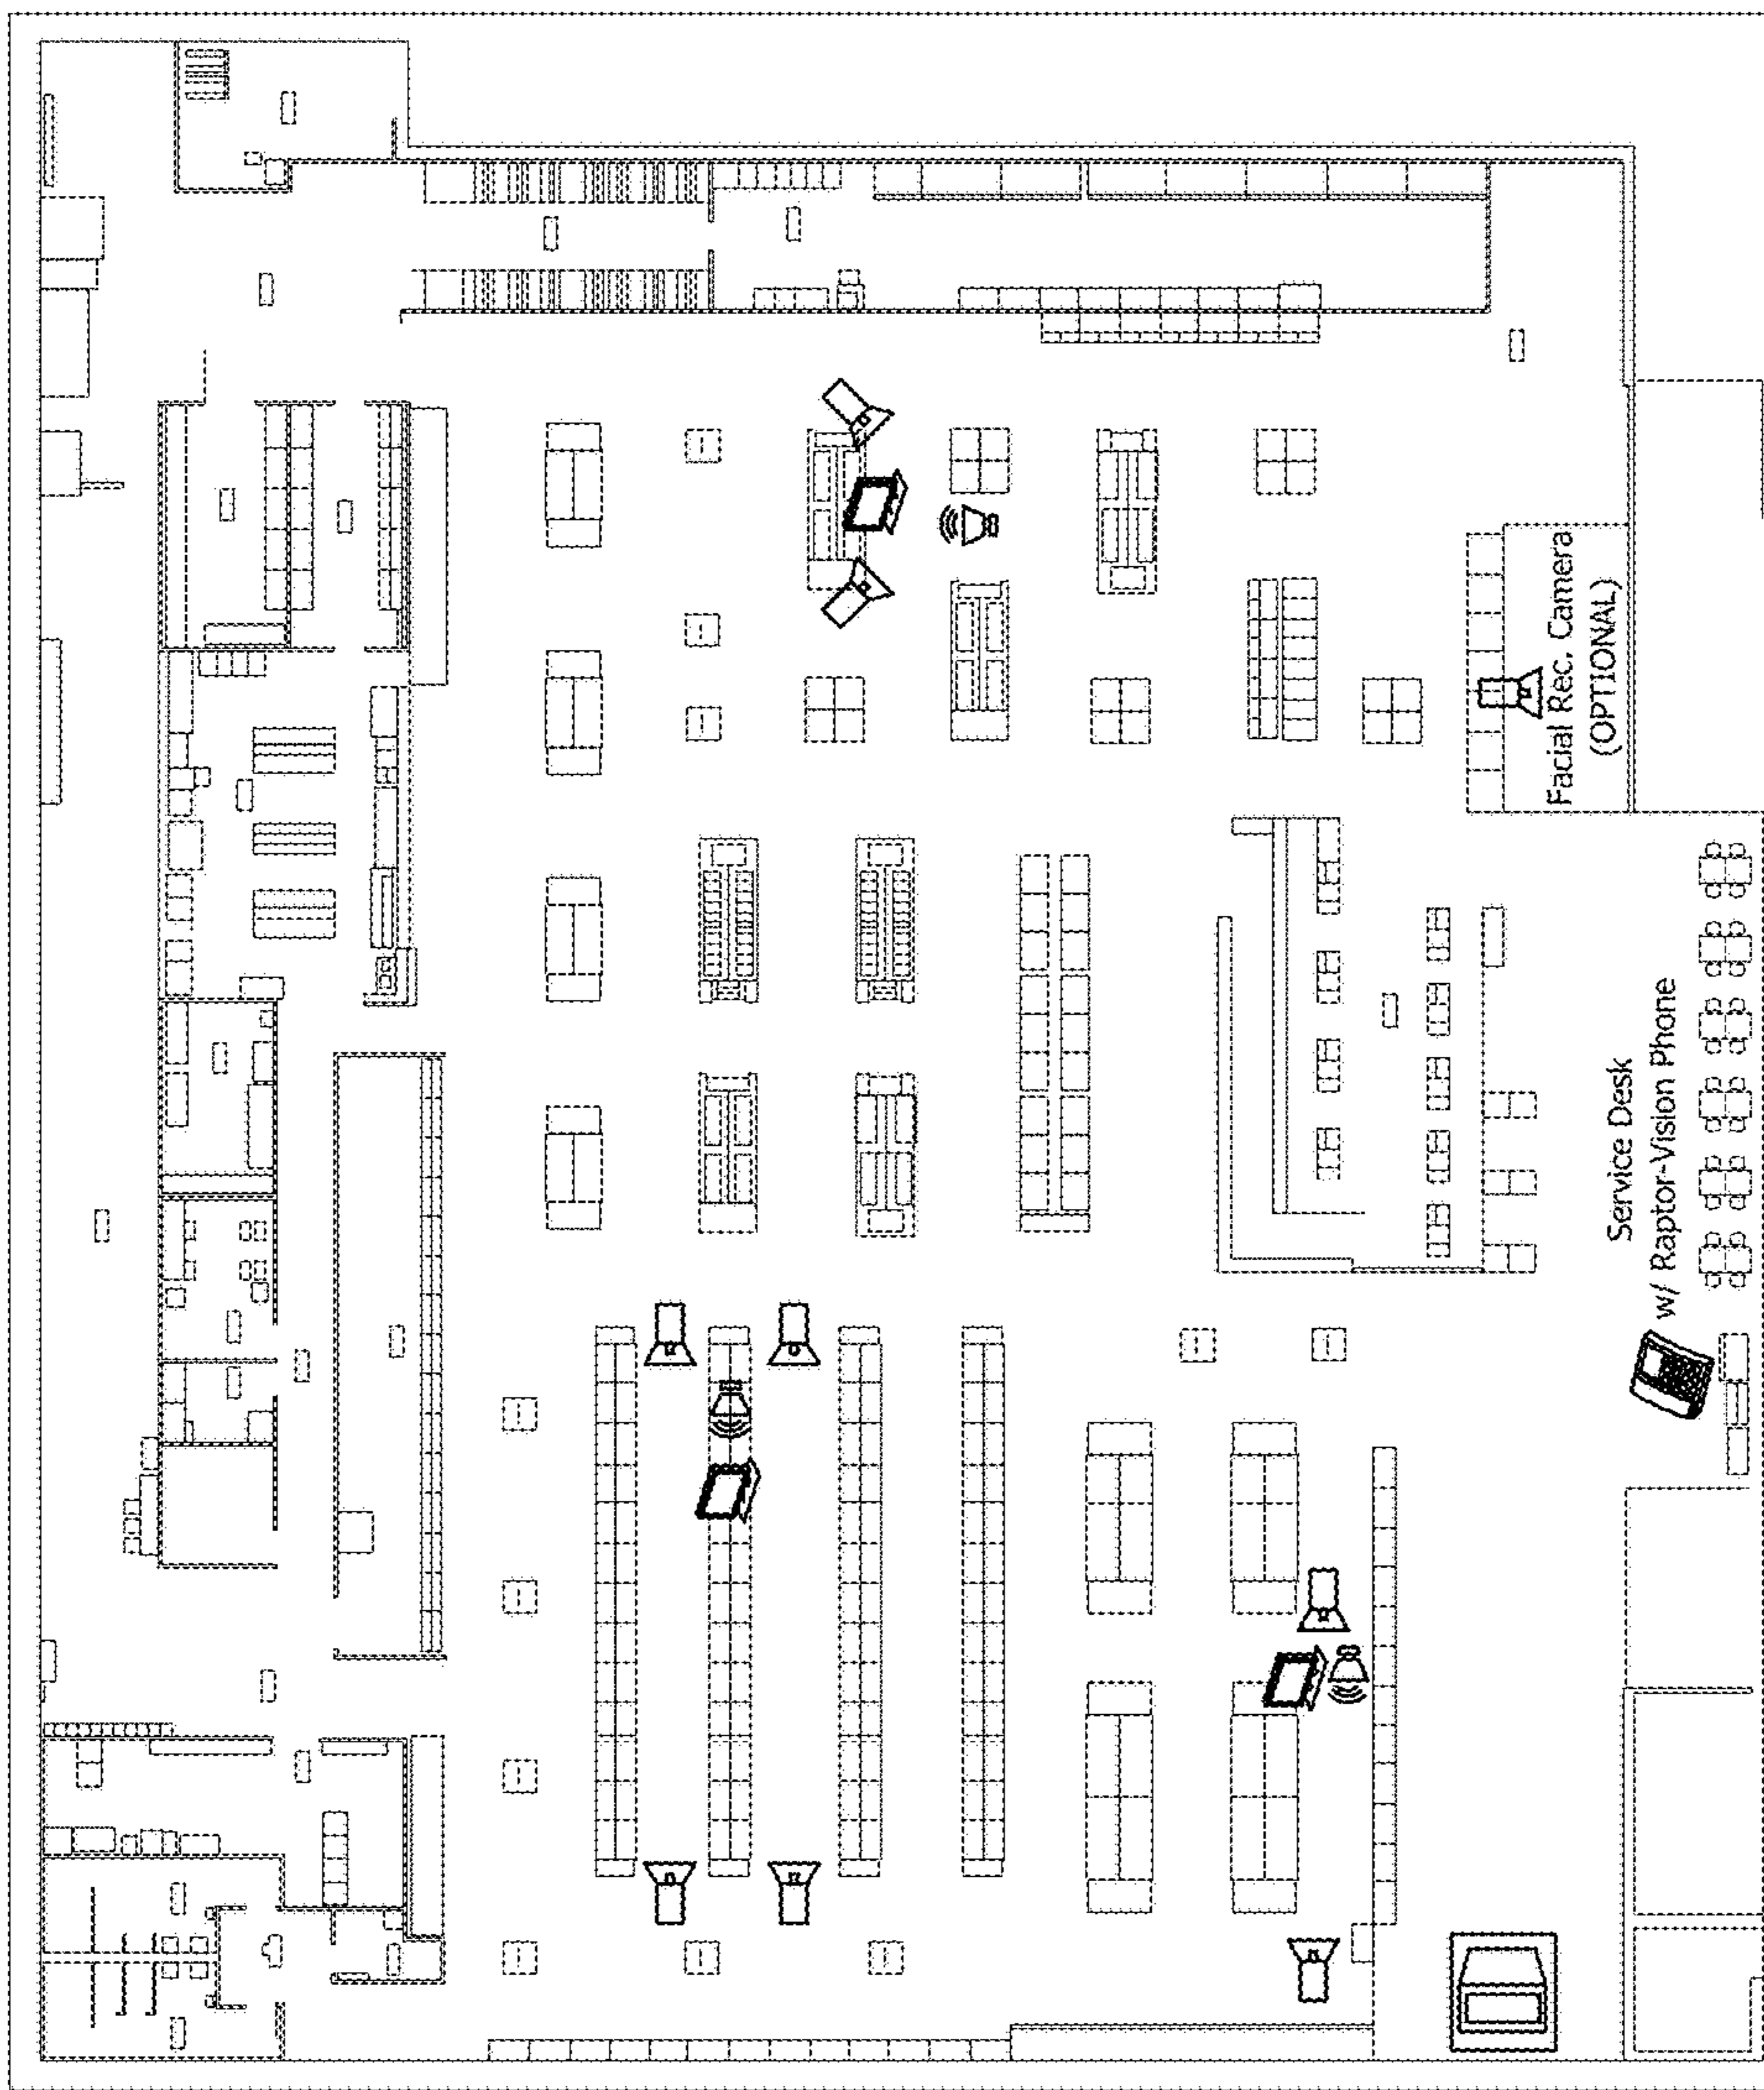 Facial Rec. Camera
(OPTIONAL)
Service Desk
w/ Raptor-Vision Phone